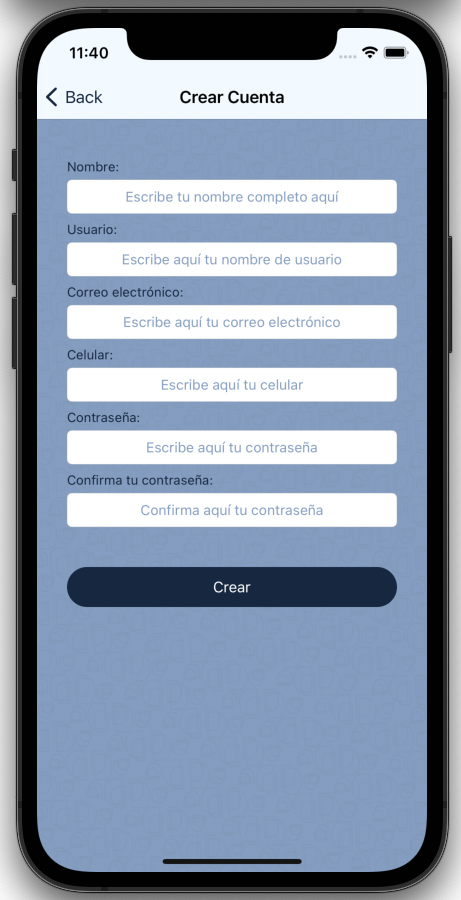 11:40
Back
Crear Cuenta
Nombre:
Escribe tu nombre completo aquí
Usuario:
Escribe aquí tu nombre de usuario
Correo electrónico:
Escribe aquí tu correo electrónico
Celular:
Escribe aquí tu celular
Contraseña:
Escribe aquí tu contraseña
Confirma tu contraseña:
Confirma aquí tu contraseña
Crear